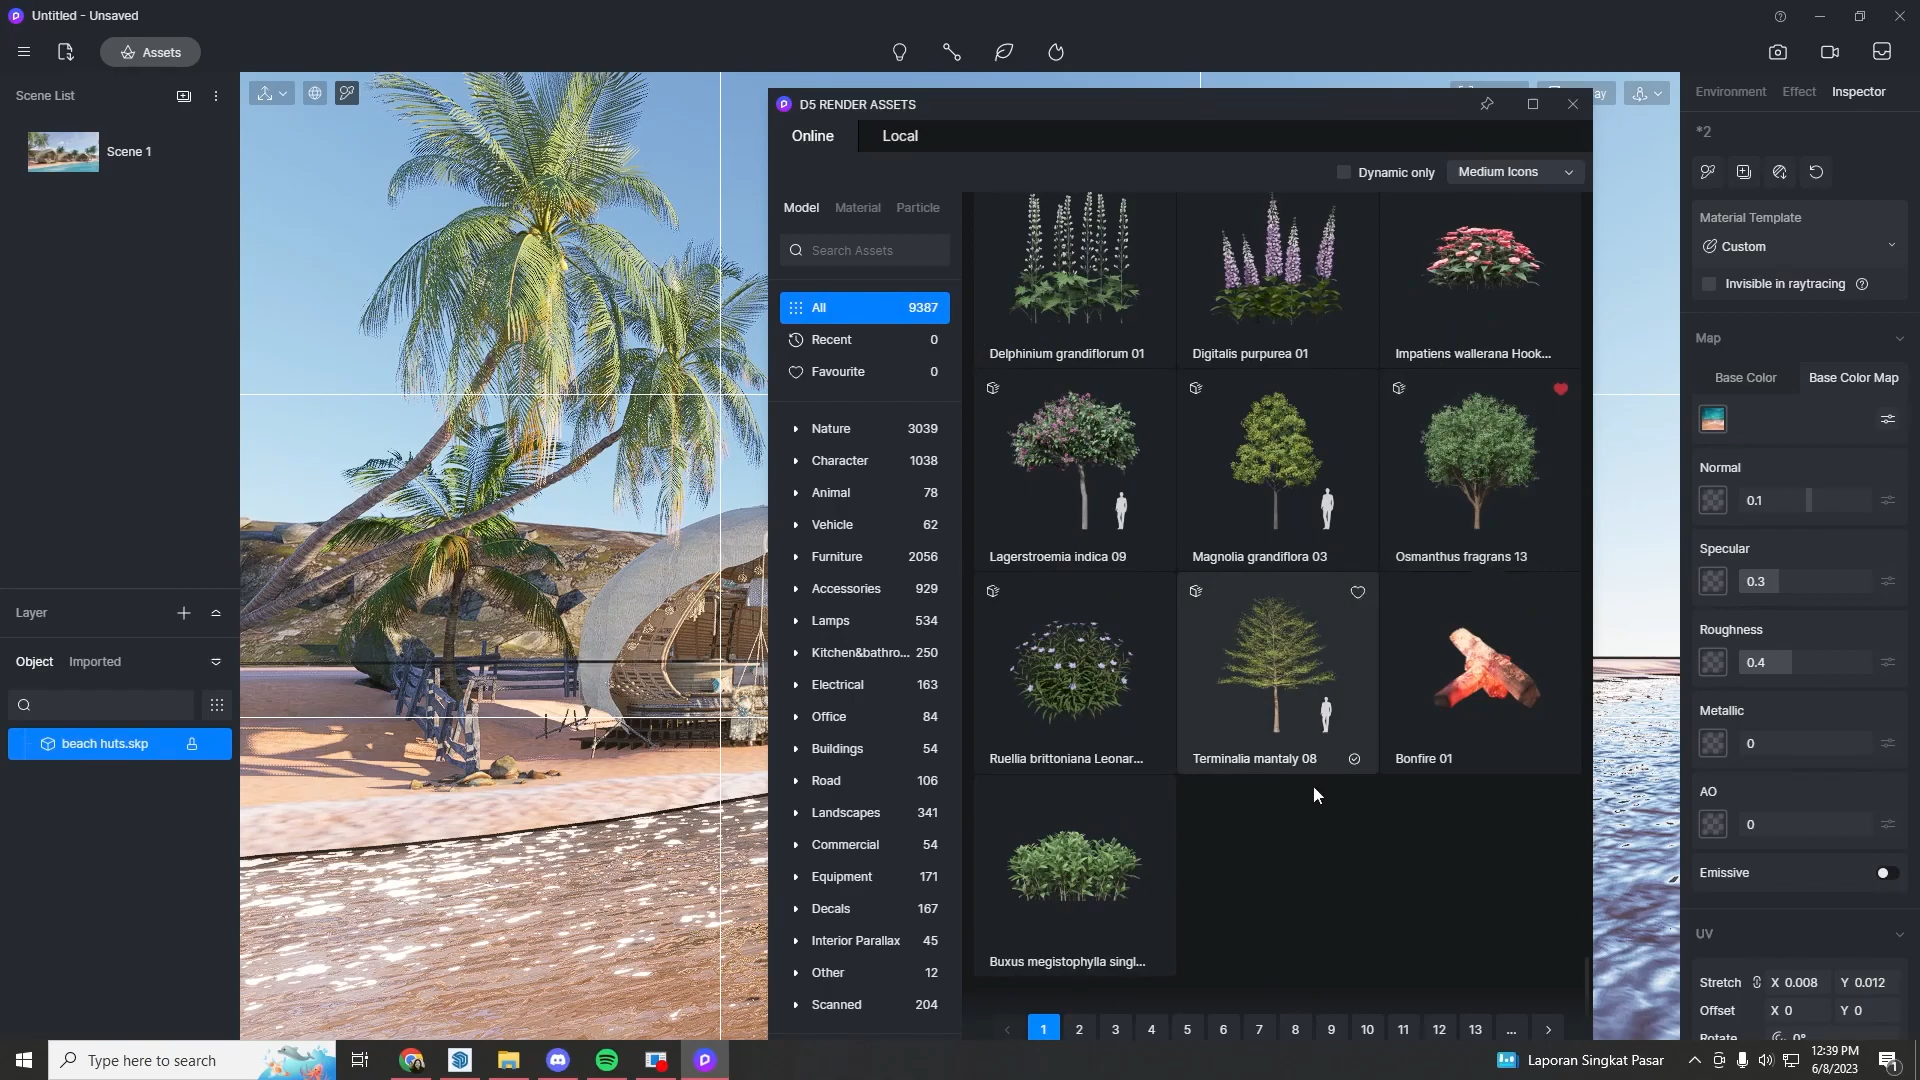 Untitled - Unsaved
Assets
Scene List
Scene 1
Layer
Object Imported
beach huts.skp
D5 RENDER ASSETS
Online Local
Dynamic only Medium Icons
Model Material Particle
Search Assets
All 9387
Recent 0
Favourite 0
Nature 3039
Character 1038
Animal 78
Vehicle 62
Furniture 2056
Accessories 929
Lamps 534
Kitchen&bathro... 250
Electrical 163
Office 84
Buildings 54
Road 106
Landscapes 341
Commercial 54
Equipment 171
Decals 167
Interior Parallax 45
Other 12
Scanned 204
Delphinium grandiflorum 01
Digitalis purpurea 01
Impatiens wallerana Hook...
Lagerstroemia indica 09
Magnolia grandiflora 03
Osmanthus fragrans 13
Ruellia brittoniana Leonar...
Terminalia mantaly 08
Bonfire 01
Buxus megistophylla singl...
1 2 3 4 5 6 7 8 9 10 11 12 13 ...
ay
Environment Effect Inspector
*2
Material Template
Custom
Invisible in raytracing
Map
Base Color Base Color Map
Normal
0.1
Specular
0.3
Roughness
0.4
Metallic
0
AO
0
Emissive
UV
Stretch X 0.008 Y 0.012
Offset X 0 Y 0
Rotate 0°
Type here to search
Laporan Singkat Pasar
12:39 PM
6/8/2023
1